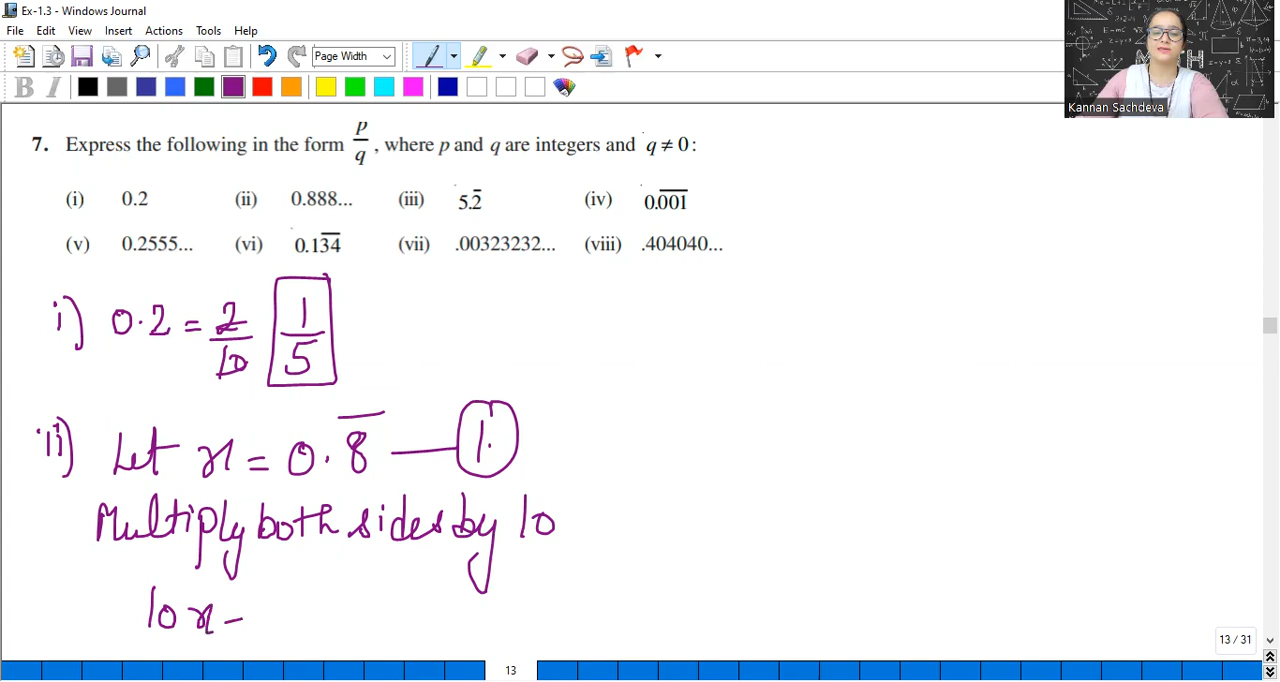 Ex-1.3 - Windows Journal
File Edit View Insert Actions Tools Help
Page Width
B I
Kannan Sachdeva
7. Express the following in the form p/q, where p and q are integers and q ≠ 0:
(i) 0.2 (ii) 0.888... (iii) 5.2̅ (iv) 0.0̅0̅1̅
(v) 0.2555... (vi) 0.13̅4̅ (vii) .00323232... (viii) .404040...
i) 0.2 = 2/10 1/5
ii) Let x = 0.8̅ — 1.
Multiply both sides by 10
10x =
13 / 31
13